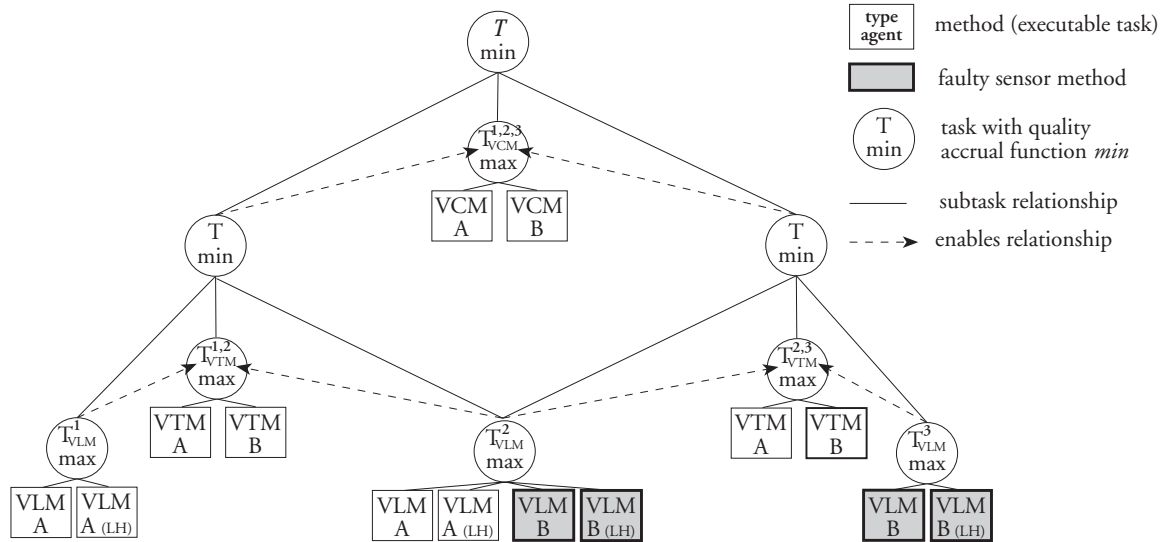 T
min
type
agent
method (executable task)
faulty sensor method
T
min
task with quality
accrual function min
subtask relationship
enables relationship
T 1,2,3 VCM
max
VCM
A
VCM
B
T
min
T
min
T 1,2 VTM
max
VTM
A
VTM
B
T 2,3 VTM
max
VTM
A
VTM
B
T 1 VLM
max
VLM
A
VLM
A (LH)
T 2 VLM
max
VLM
A
VLM
A (LH)
VLM
B
VLM
B (LH)
T 3 VLM
max
VLM
B
VLM
B (LH)